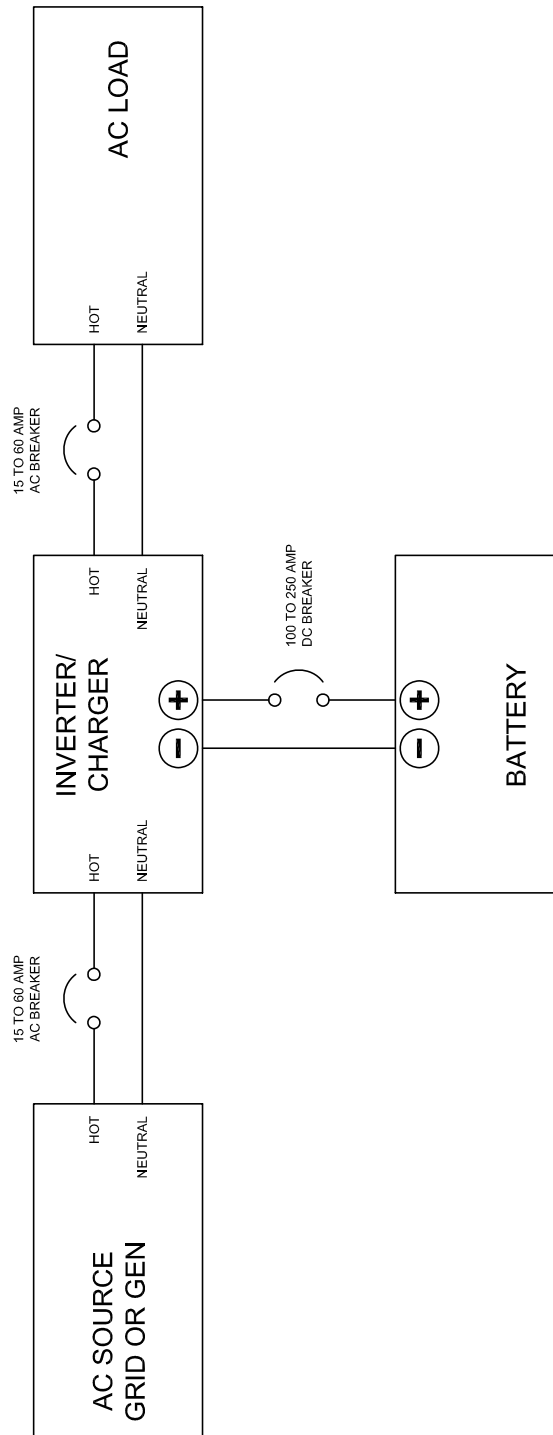 AC SOURCE
GRID OR GEN
HOT
NEUTRAL
15 TO 60 AMP
AC BREAKER
INVERTER/
CHARGER
HOT
NEUTRAL
HOT
NEUTRAL
−
+
15 TO 60 AMP
AC BREAKER
AC LOAD
HOT
NEUTRAL
100 TO 250 AMP
DC BREAKER
−
+
BATTERY